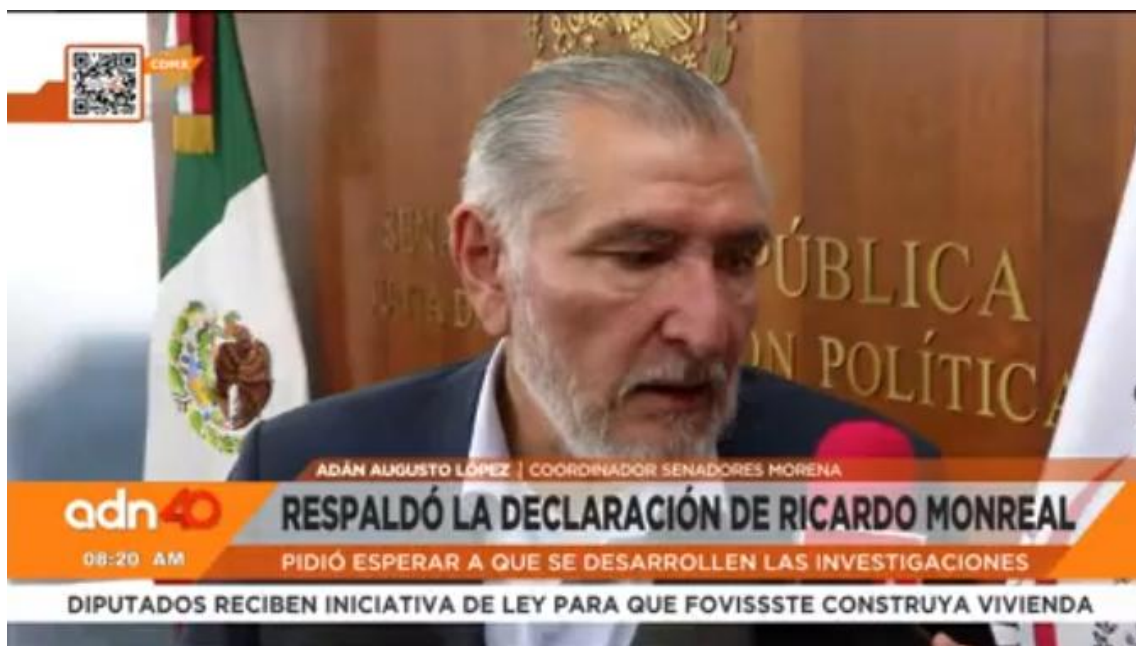 CDMX
PÚBLICA
ÓN POLÍTICA
ADÁN AUGUSTO LÓPEZ | COORDINADOR SENADORES MORENA
adn40
RESPALDÓ LA DECLARACIÓN DE RICARDO MONREAL
08:20 AM
PIDIÓ ESPERAR A QUE SE DESARROLLEN LAS INVESTIGACIONES
DIPUTADOS RECIBEN INICIATIVA DE LEY PARA QUE FOVISSSTE CONSTRUYA VIVIENDA